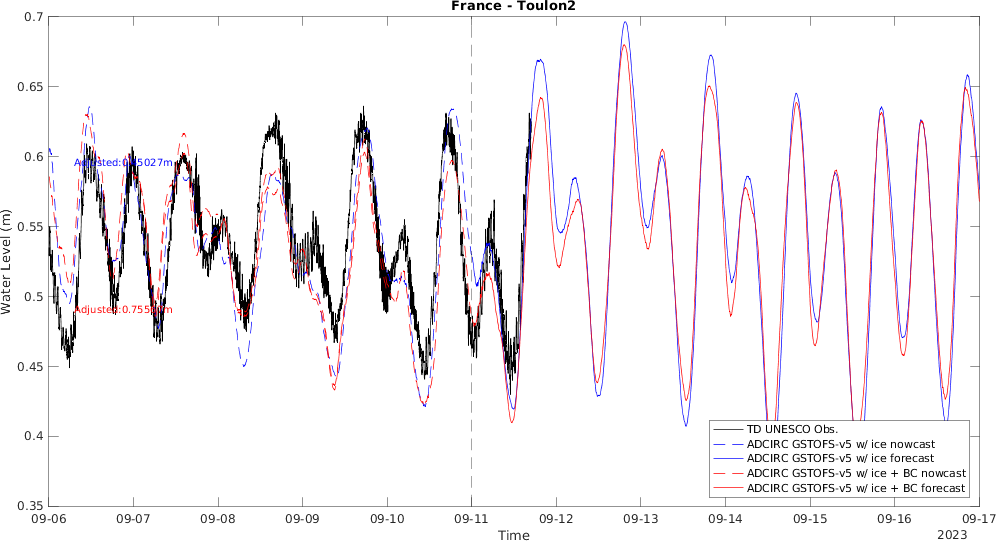 France - Toulon2
0.7
0.65
0.6
0.55
0.5
0.45
0.4
0.35
Water Level (m)
09-06
09-07
09-08
09-09
09-10
09-11
09-12
09-13
09-14
09-15
09-16
09-17
Time
2023
TD UNESCO Obs.
ADCIRC GSTOFS-v5 w/ ice nowcast
ADCIRC GSTOFS-v5 w/ ice forecast
ADCIRC GSTOFS-v5 w/ ice + BC nowcast
ADCIRC GSTOFS-v5 w/ ice + BC forecast